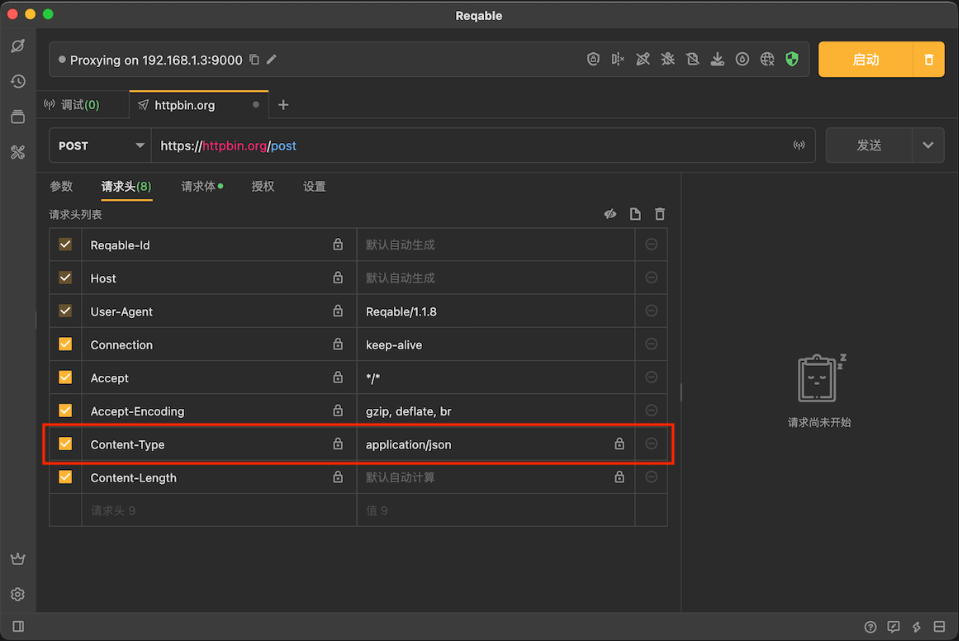 Reqable
Proxying on 192.168.1.3:9000
启动
调试(0)
httpbin.org
POST
https://httpbin.org/post
发送
参数
请求头(8)
请求体
授权
设置
请求头列表
Reqable-Id 默认自动生成
Host 默认自动生成
User-Agent Reqable/1.1.8
Connection keep-alive
Accept */*
Accept-Encoding gzip, deflate, br
Content-Type application/json
Content-Length 默认自动计算
请求头 9 值 9
z
z
请求尚未开始